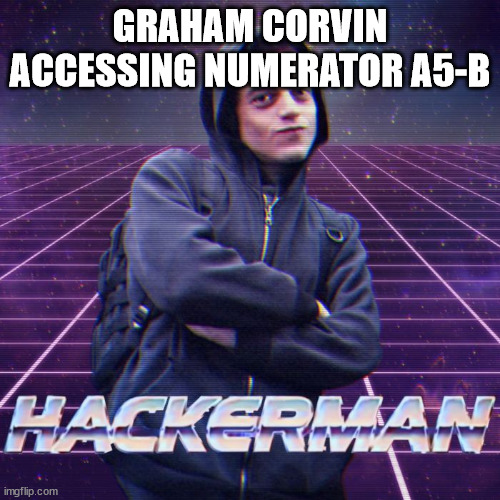 GRAHAM CORVIN
ACCESSING NUMERATOR A5-B
HACKERMAN
imgflip.com